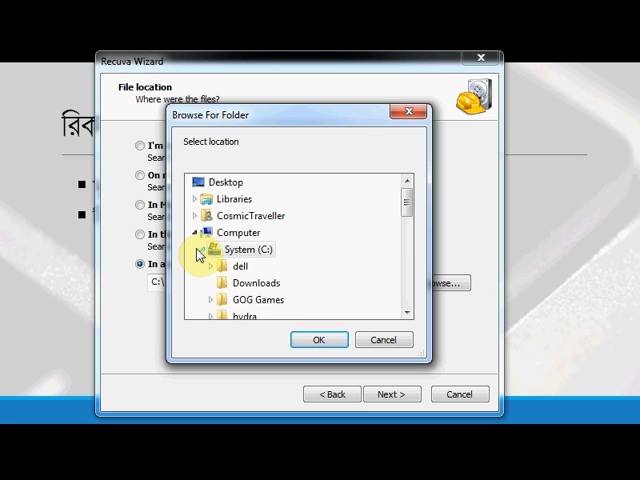 Recuva Wizard
File location
Where were the files?
Browse For Folder
Select location
রিক
I'm
Sear
On
Sear
In M
Sear
In th
Sear
In a
C:\
wse...
Desktop
Libraries
CosmicTraveller
Computer
System (C:)
dell
Downloads
GOG Games
hydra
OK
Cancel
< Back
Next >
Cancel